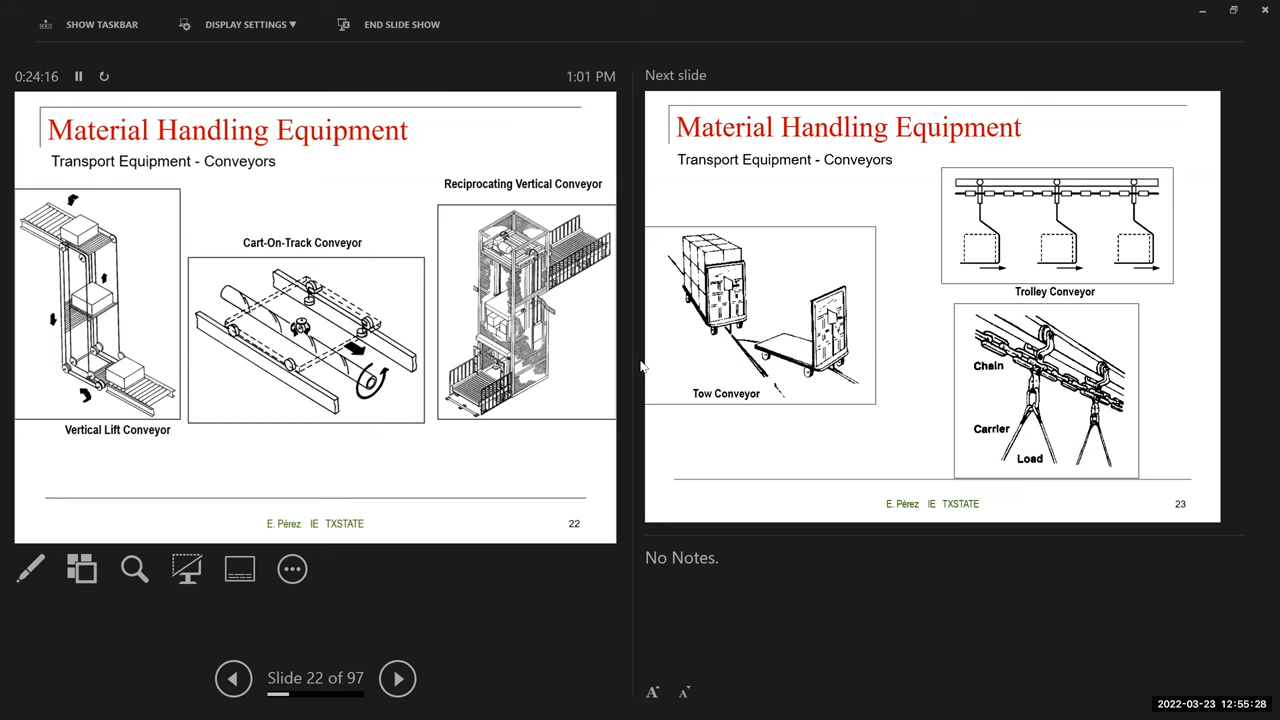 SHOW TASKBAR
DISPLAY SETTINGS ▼
END SLIDE SHOW
0:24:16
1:01 PM
Material Handling Equipment
Transport Equipment - Conveyors
Reciprocating Vertical Conveyor
Cart-On-Track Conveyor
Vertical Lift Conveyor
E. Pérez IE TXSTATE
22
Slide 22 of 97
Next slide
Material Handling Equipment
Transport Equipment - Conveyors
Trolley Conveyor
Tow Conveyor
Chain
Carrier
Load
E. Pérez IE TXSTATE
23
No Notes.
A A
2022-03-23 12:55:28